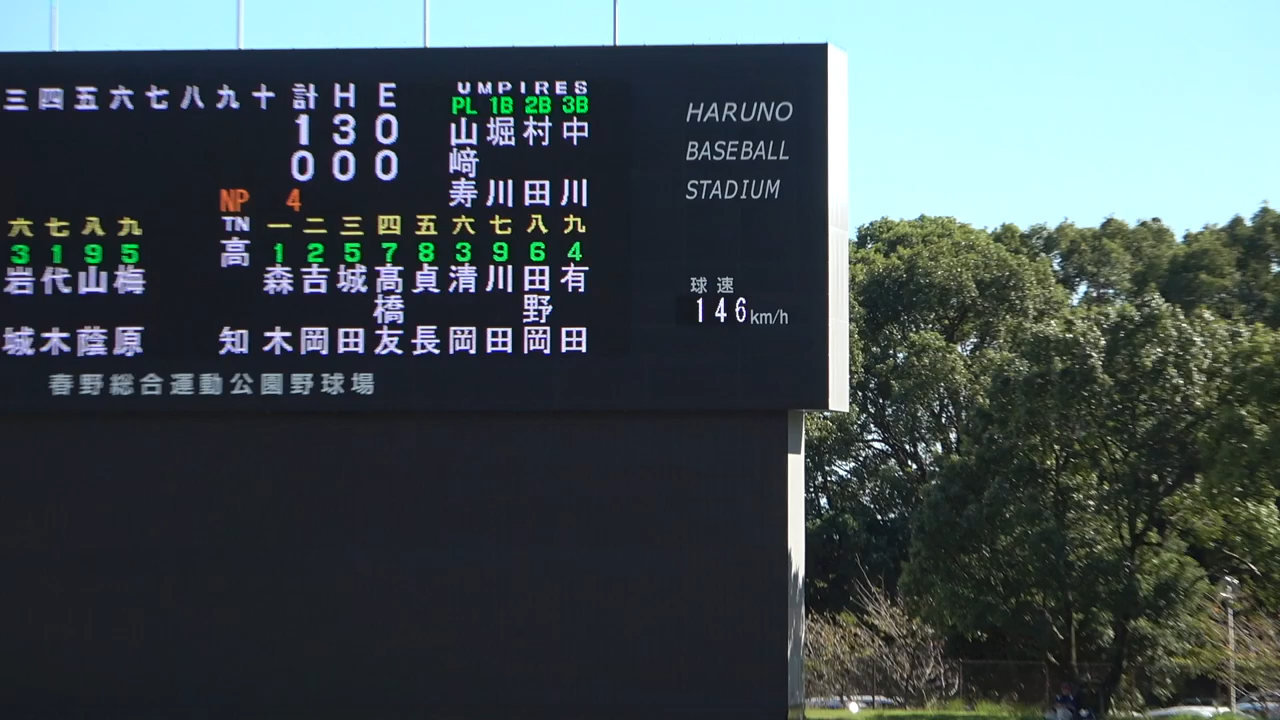 三 四 五 六 七 八 九 十 計 H E
1 3 0
0 0 0
UMPIRES
PL 1B 2B 3B
山﨑寿 堀川 村田 中川
NP 4
六 七 八 九
3 1 9 5
岩城 代木 山蔭 梅原
TN 一 二 三 四 五 六 七 八 九
高知 1 2 5 7 8 3 9 6 4
森木 古岡 城田 髙橋友 貞長 清岡 川田 田野岡 有田
春野総合運動公園野球場
HARUNO
BASEBALL
STADIUM
球速
146km/h